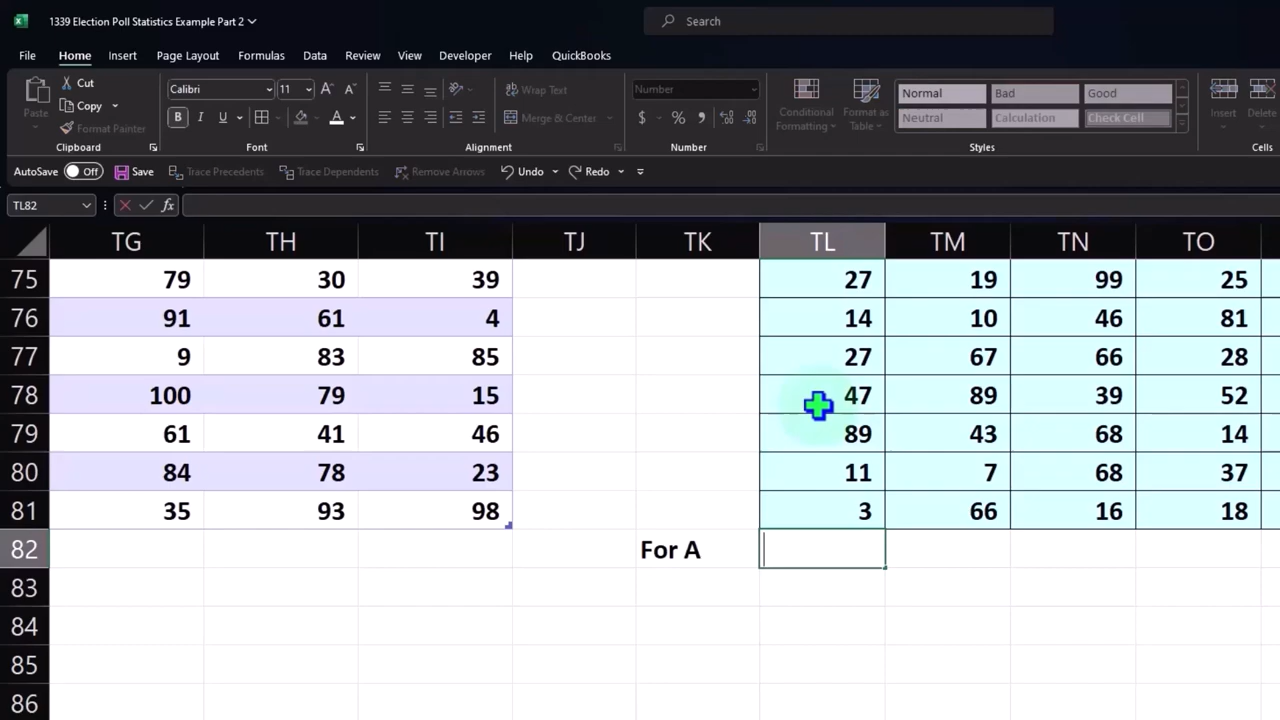 1339 Election Poll Statistics Example Part 2
Search
File Home Insert Page Layout Formulas Data Review View Developer Help QuickBooks
Paste
Cut
Copy
Format Painter
Clipboard
Calibri 11 A A
B I U A
Font
ab Wrap Text
Merge & Center
Alignment
Number
$ % ,
Number
Conditional Formatting
Format as Table
Normal Bad Good
Neutral Calculation Check Cell
Styles
Insert Delete
Cells
AutoSave Off Save Trace Precedents Trace Dependents Remove Arrows Undo Redo
TL82 fx
TG TH TI TJ TK TL TM TN TO
75 79 30 39 27 19 99 25
76 91 61 4 14 10 46 81
77 9 83 85 27 67 66 28
78 100 79 15 47 89 39 52
79 61 41 46 89 43 68 14
80 84 78 23 11 7 68 37
81 35 93 98 3 66 16 18
82 For A
83
84
85
86